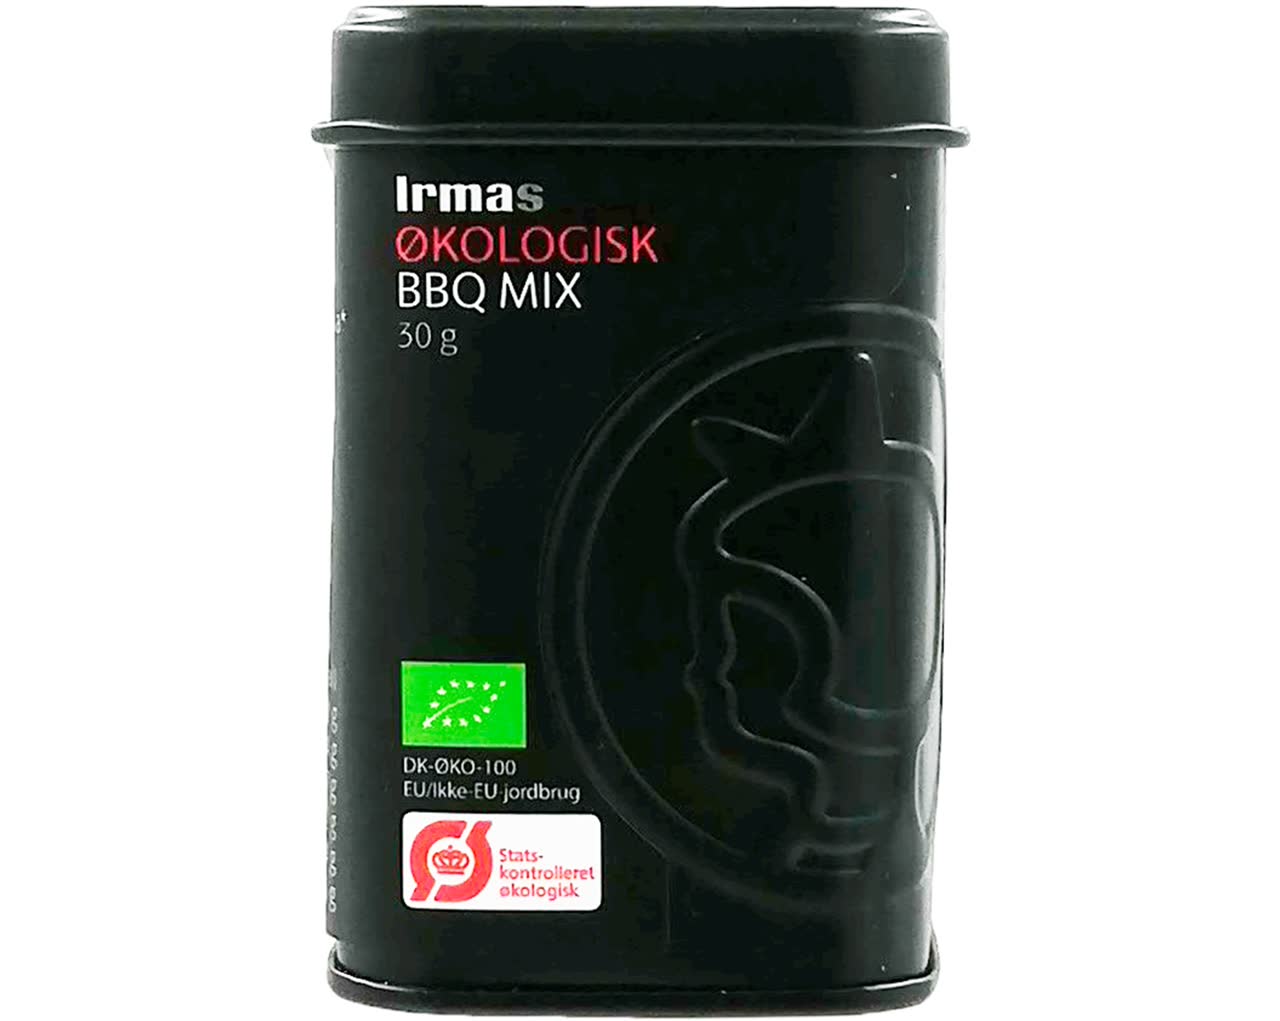 Irmas
ØKOLOGISK
BBQ MIX
30 g
DK-ØKO-100
EU/Ikke-EU-jordbrug
Stats-
kontrolleret
økologisk